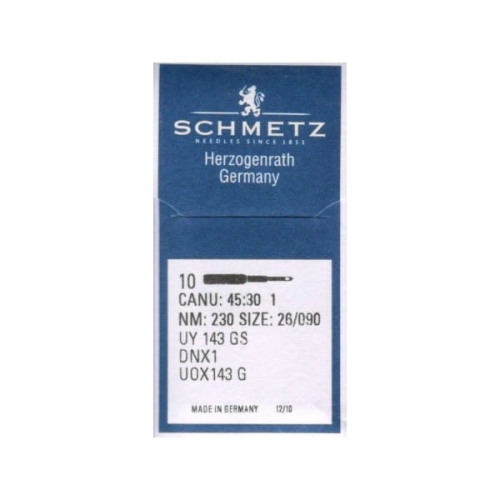 SCHMETZ
NEEDLES SINCE 1851
Herzogenrath
Germany
10
CANU: 45:30 1
NM: 230 SIZE: 26/090
UY 143 GS
DNX1
UOX143 G
MADE IN GERMANY 12/10